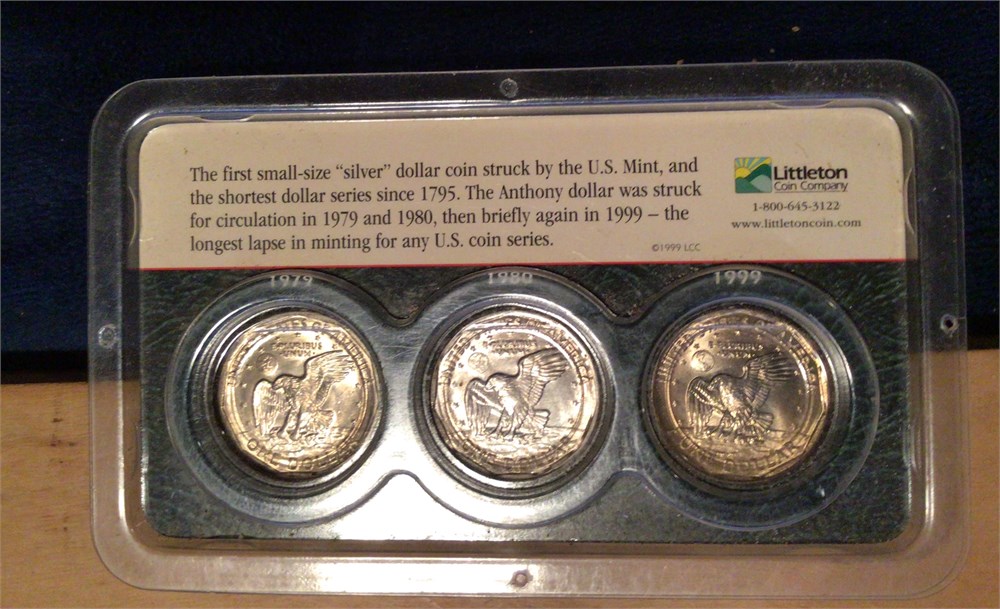 The first small-size “silver” dollar coin struck by the U.S. Mint, and
the shortest dollar series since 1795. The Anthony dollar was struck
for circulation in 1979 and 1980, then briefly again in 1999 – the
longest lapse in minting for any U.S. coin series.
Littleton
Coin Company
1-800-645-3122
www.littletoncoin.com
©1999 LCC
1979
1980
1999
PLURIBUS
UNUM